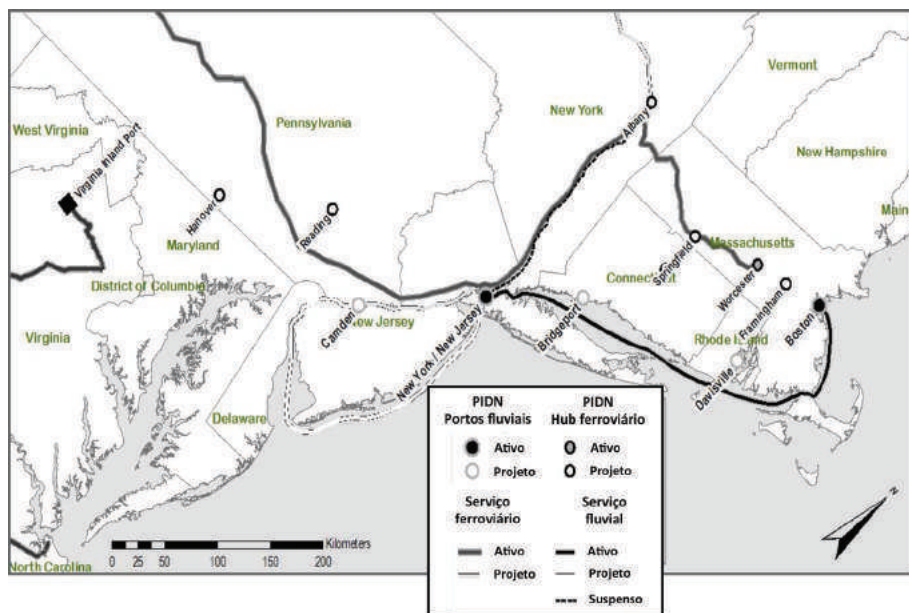 Vermont
New York
Pennsylvania
New Hampshire
West Virginia
Virginia Inland Port
Albany
Maine
Hanover
Reading
Maryland
Springfield
Massachusetts
Worcester
Connecticut
Framingham
District of Columbia
Camden
New Jersey
New York / New Jersey
Bridgeport
Boston
Virginia
Rhode Island
Davisville
Delaware
PIDN
Portos fluviais
Ativo
Projeto
PIDN
Hub ferroviário
Ativo
Projeto
Serviço
ferroviário
Ativo
Projeto
Serviço
fluvial
Ativo
Projeto
Suspenso
Kilometers
0 25 50 100 150 200
North Carolina
N